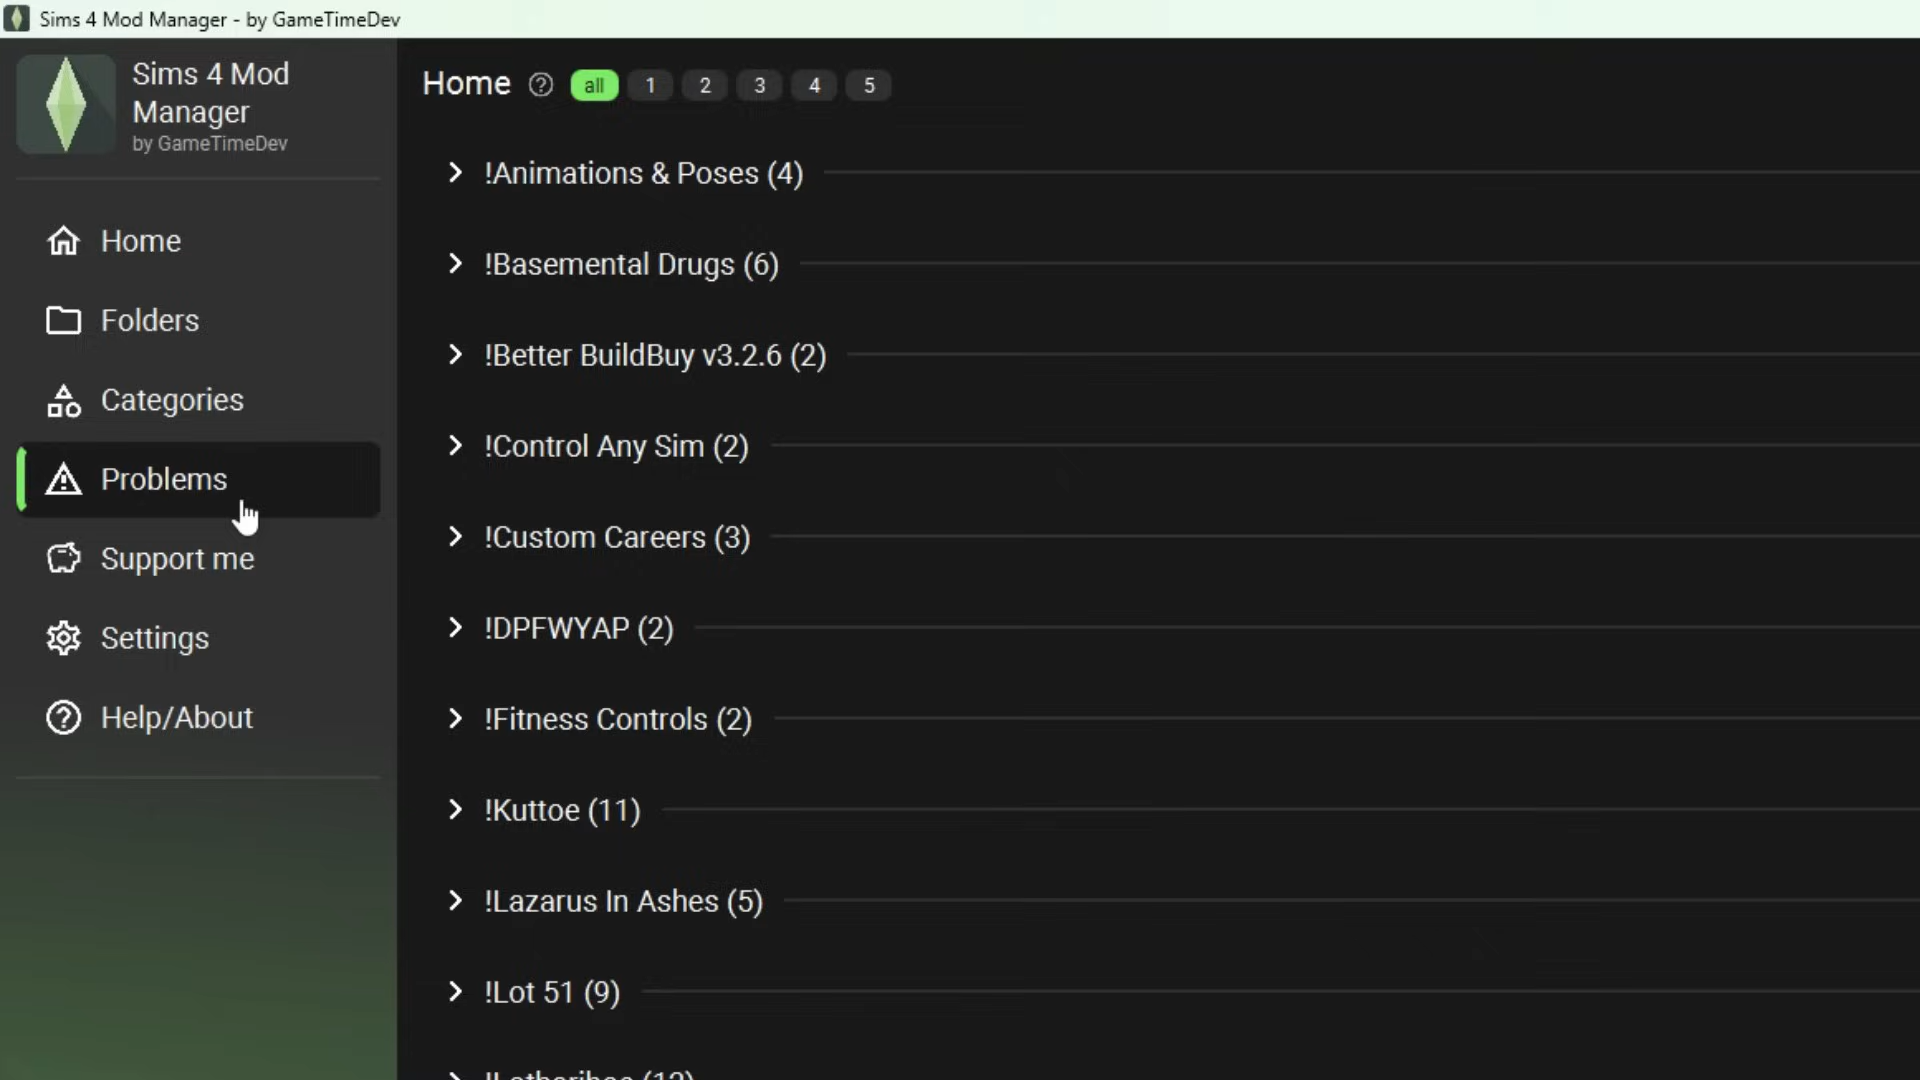 Sims 4 Mod Manager - by GameTimeDev
Sims 4 Mod
Manager
by GameTimeDev
Home
Folders
Categories
Problems
Support me
Settings
Help/About
Home ? all 1 2 3 4 5
!Animations & Poses (4)
!Basemental Drugs (6)
!Better BuildBuy v3.2.6 (2)
!Control Any Sim (2)
!Custom Careers (3)
!DPFWYAP (2)
!Fitness Controls (2)
!Kuttoe (11)
!Lazarus In Ashes (5)
!Lot 51 (9)